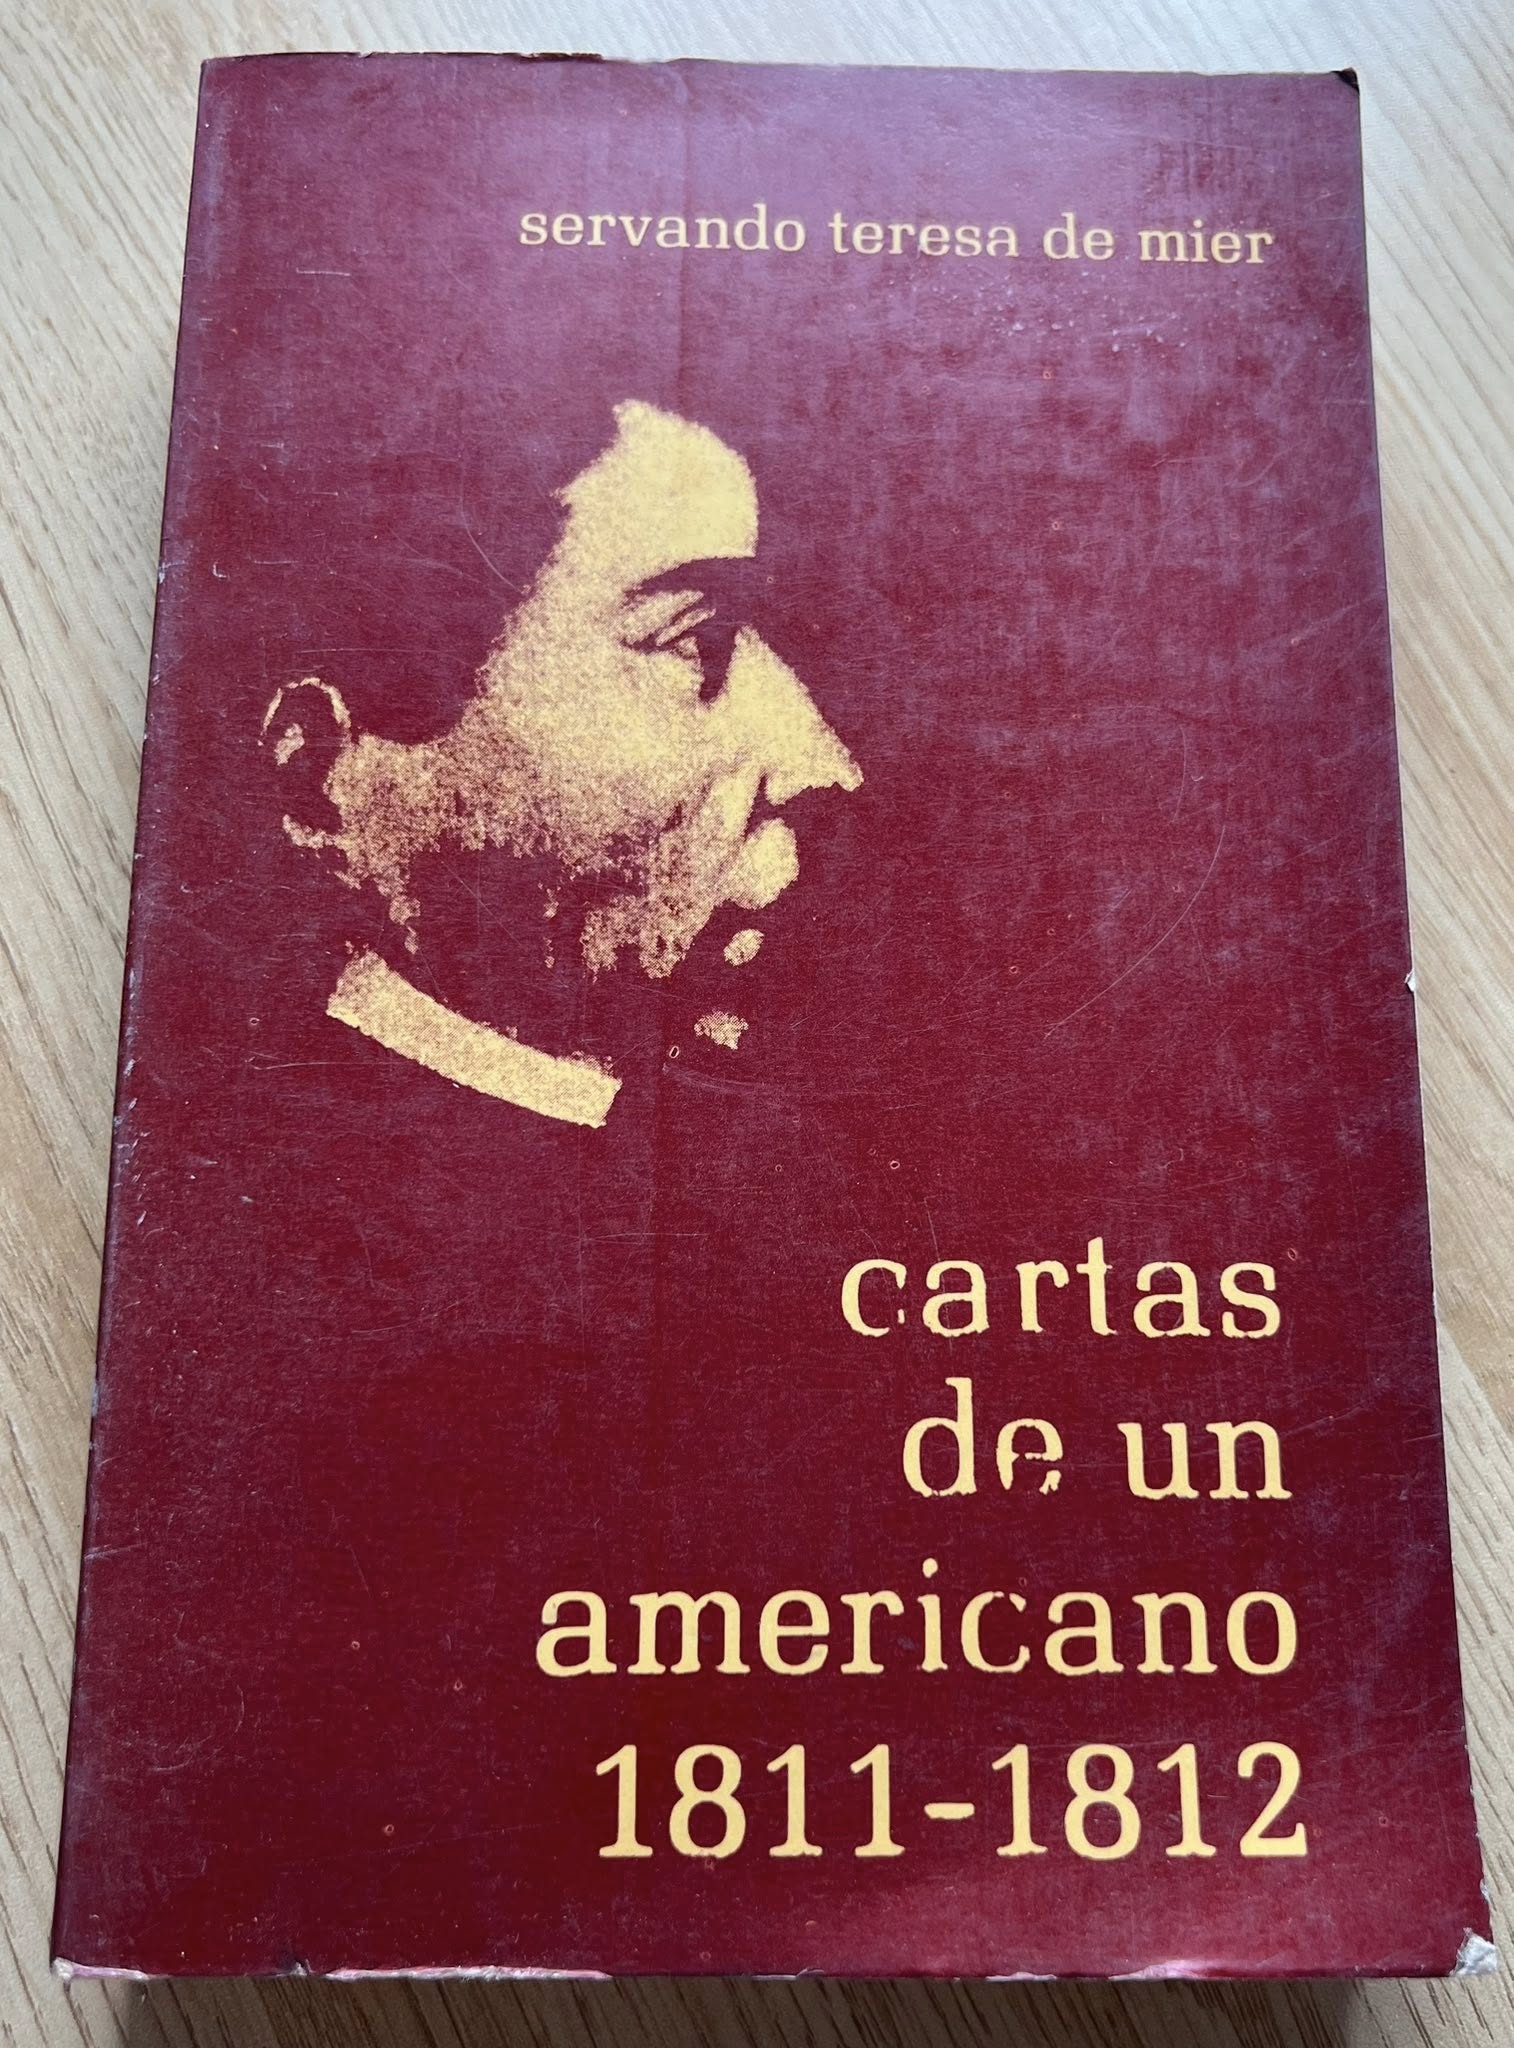 servando teresa de mier
cartas
de un
americano
1811-1812